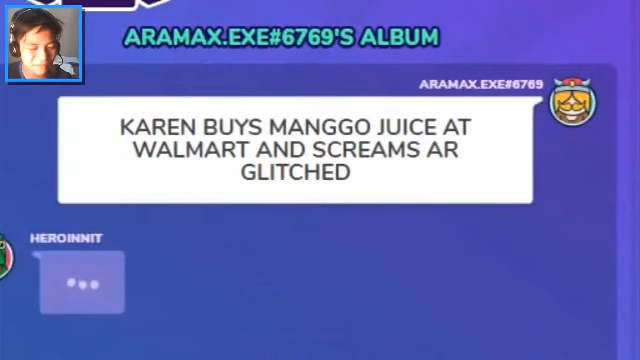 ARAMAX.EXE#6769'S ALBUM
ARAMAX.EXE#6769
KAREN BUYS MANGGO JUICE AT
WALMART AND SCREAMS AR
GLITCHED
HEROINNIT